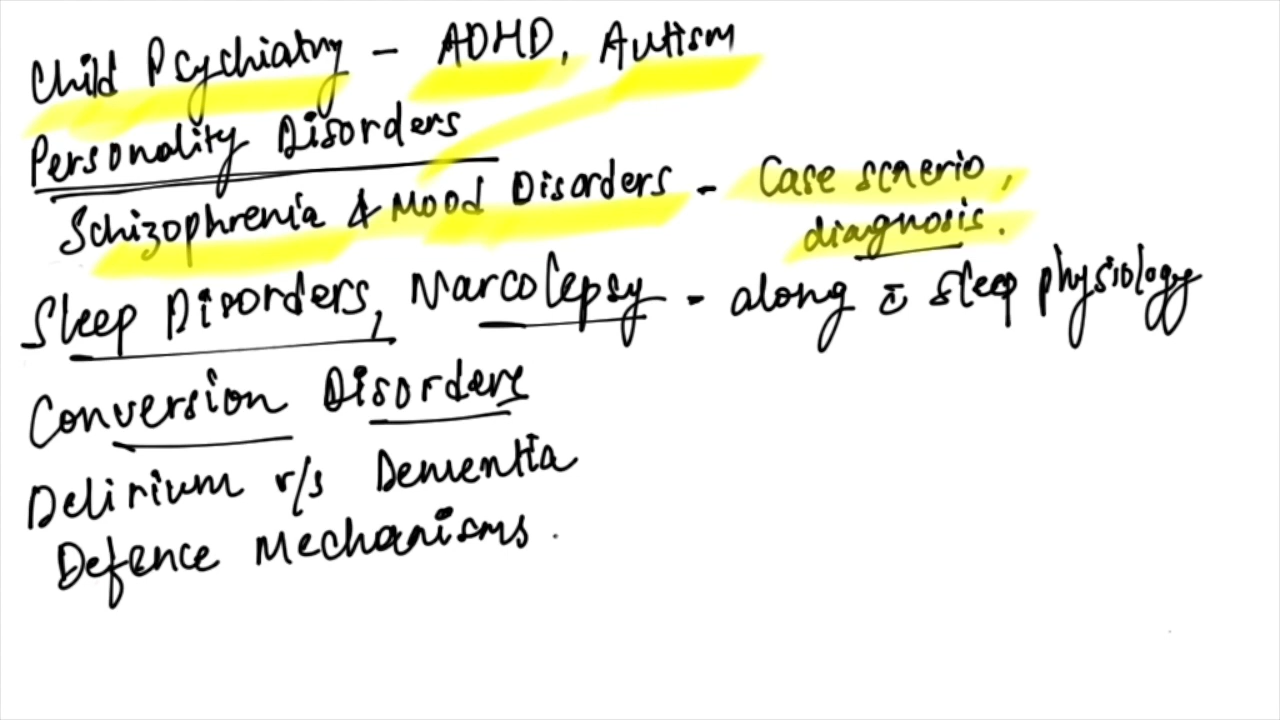 Child Psychiatry - ADHD, Autism
Personality Disorders
Schizophrenia & Mood Disorders - Case scnerio,
diagnosis.
Sleep Disorders, Narcolepsy - along c̄ sleep physiology
Conversion Disorders
Delirium v/s Dementia
Defence Mechanisms.